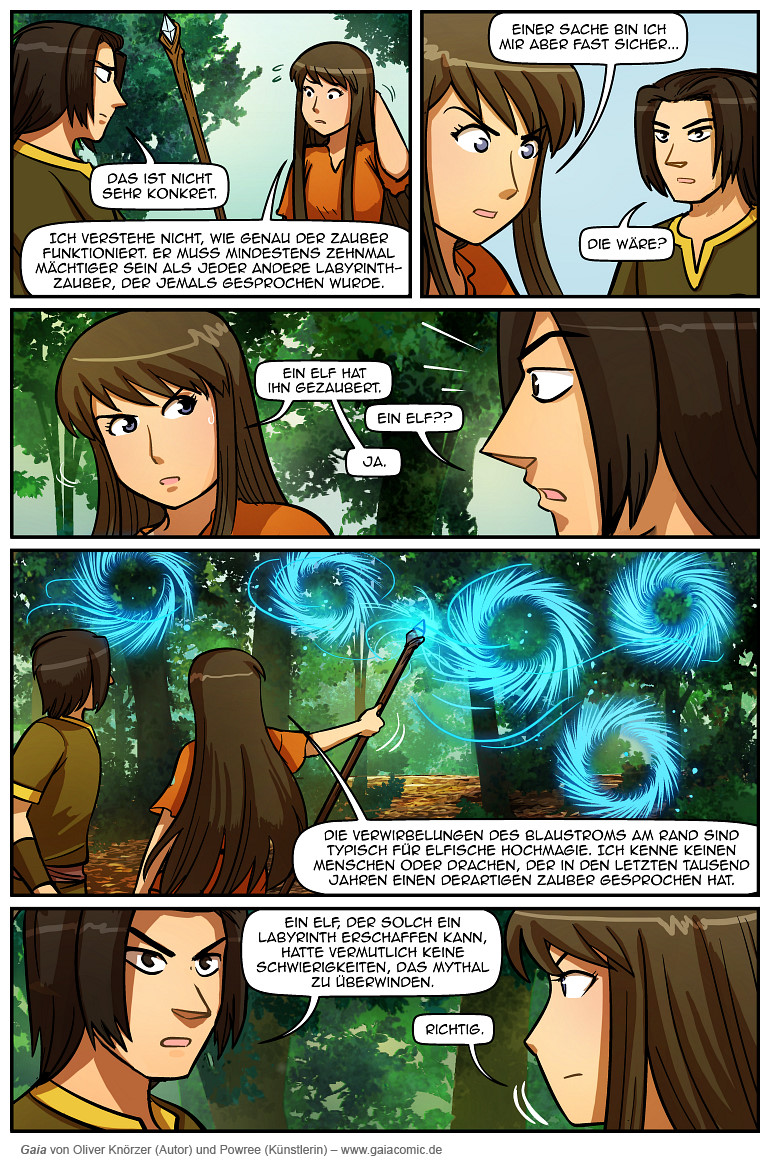 DAS IST NICHT
SEHR KONKRET.
ICH VERSTEHE NICHT, WIE GENAU DER ZAUBER
FUNKTIONIERT. ER MUSS MINDESTENS ZEHNMAL
MÄCHTIGER SEIN ALS JEDER ANDERE LABYRINTH-
ZAUBER, DER JEMALS GESPROCHEN WURDE.
EINER SACHE BIN ICH
MIR ABER FAST SICHER...
DIE WÄRE?
EIN ELF HAT
IHN GEZAUBERT.
EIN ELF??
JA.
DIE VERWIRBELUNGEN DES BLAUSTROMS AM RAND SIND
TYPISCH FÜR ELFISCHE HOCHMAGIE. ICH KENNE KEINEN
MENSCHEN ODER DRACHEN, DER IN DEN LETZTEN TAUSEND
JAHREN EINEN DERARTIGEN ZAUBER GESPROCHEN HAT.
EIN ELF, DER SOLCH EIN
LABYRINTH ERSCHAFFEN KANN,
HATTE VERMUTLICH KEINE
SCHWIERIGKEITEN, DAS MYTHAL
ZU ÜBERWINDEN.
RICHTIG.
Gaia von Oliver Knörzer (Autor) und Powree (Künstlerin) – www.gaiacomic.de